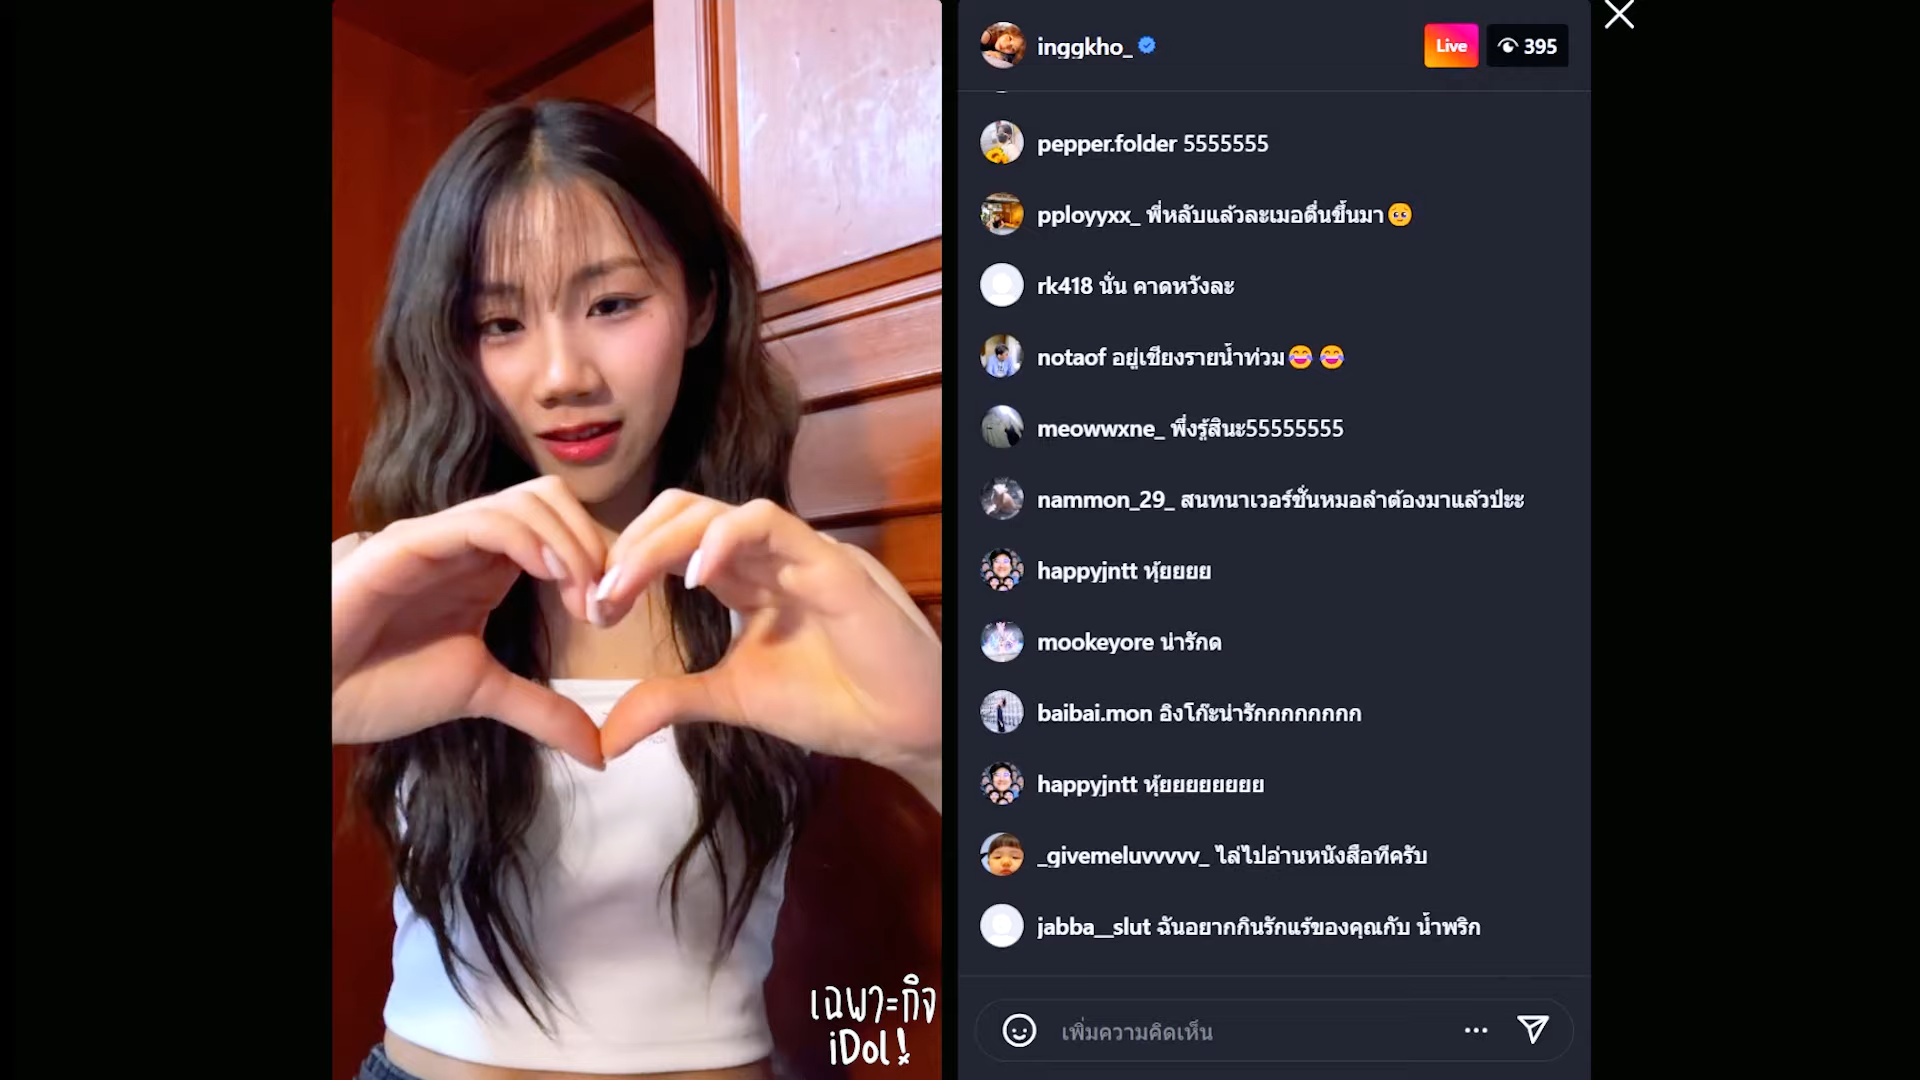 inggkho_
Live
395
pepper.folder 5555555
pployyxx_ พี่หลับแล้วละเมอตื่นขึ้นมา🥺
rk418 นั่น คาดหวังละ
notaof อยู่เชียงรายน้ำท่วม😂 😂
meowwxne_ พึ่งรู้สินะ55555555
nammon_29_ สนทนาเวอร์ชั่นหมอลำต้องมาแล้วป่ะะ
happyjntt หุ้ยยยย
mookeyore น่ารักด
baibai.mon อิงโก๊ะน่ารักกกกกกกก
happyjntt หุ้ยยยยยยยย
_givemeluvvvvv_ ไล่ไปอ่านหนังสือทีครับ
jabba__slut ฉันอยากกินรักแร้ของคุณกับ น้ำพริก
เฉพาะกิจ
iDol!
เพิ่มความคิดเห็น